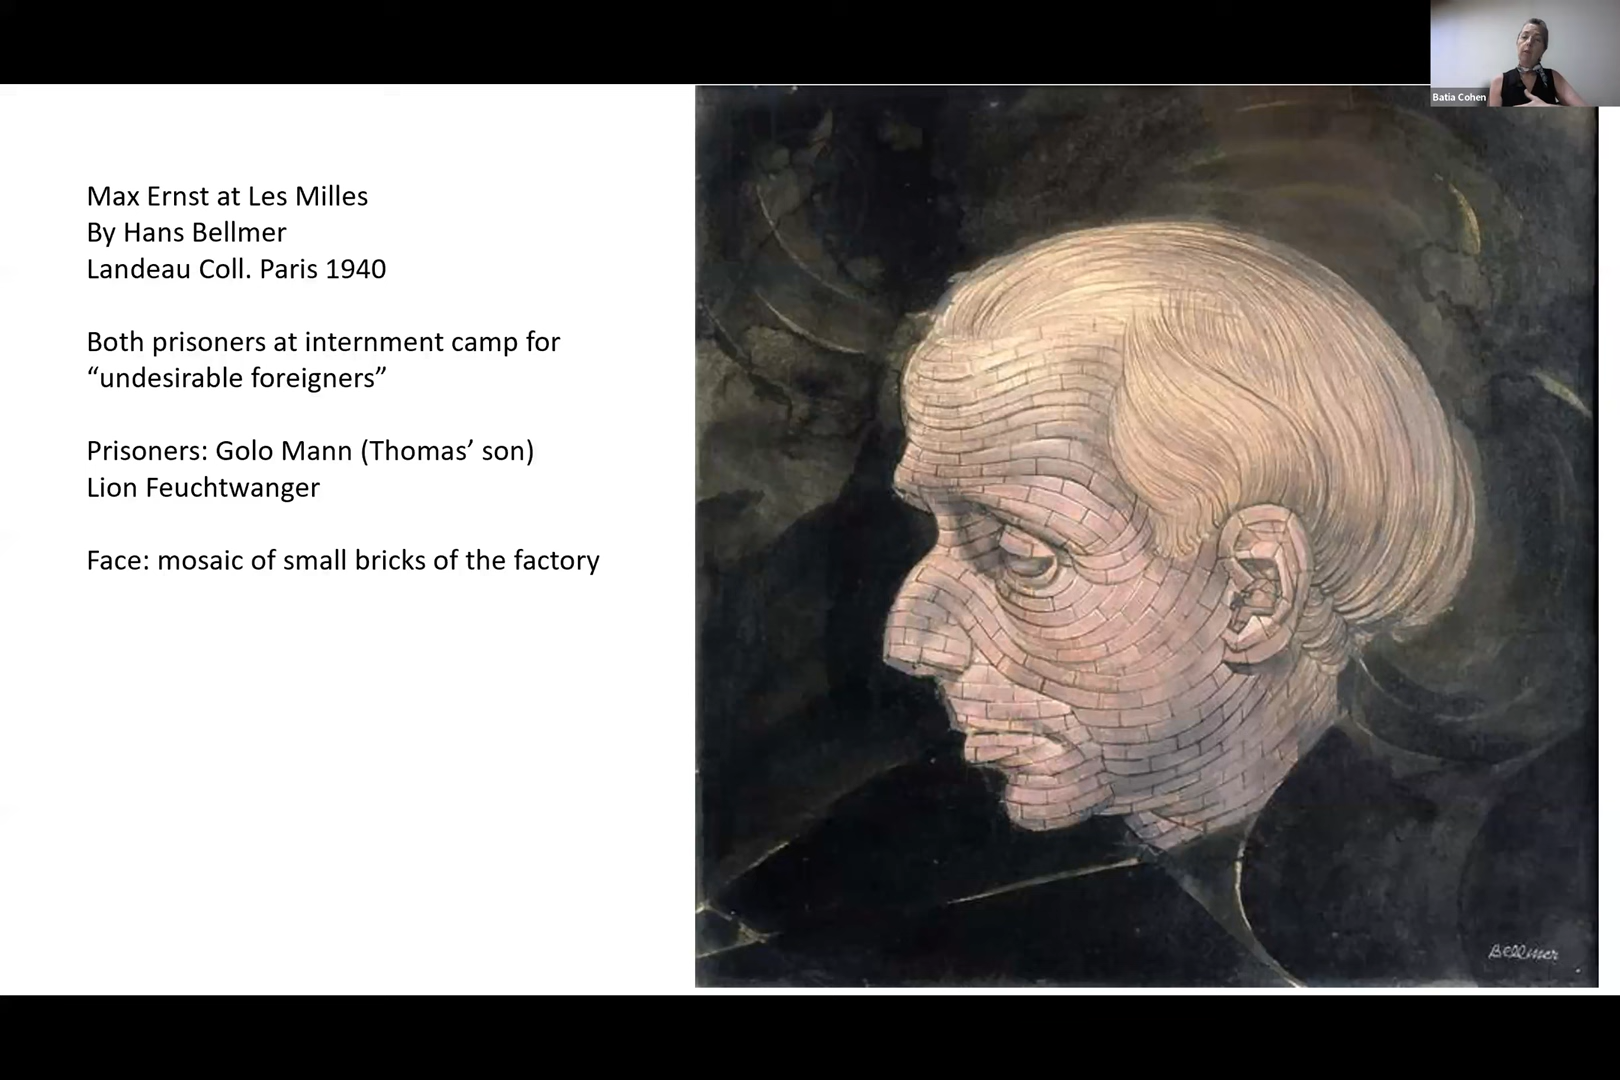 Batia Cohen
Max Ernst at Les Milles
By Hans Bellmer
Landeau Coll. Paris 1940
Both prisoners at internment camp for
“undesirable foreigners”
Prisoners: Golo Mann (Thomas’ son)
Lion Feuchtwanger
Face: mosaic of small bricks of the factory
Bellmer